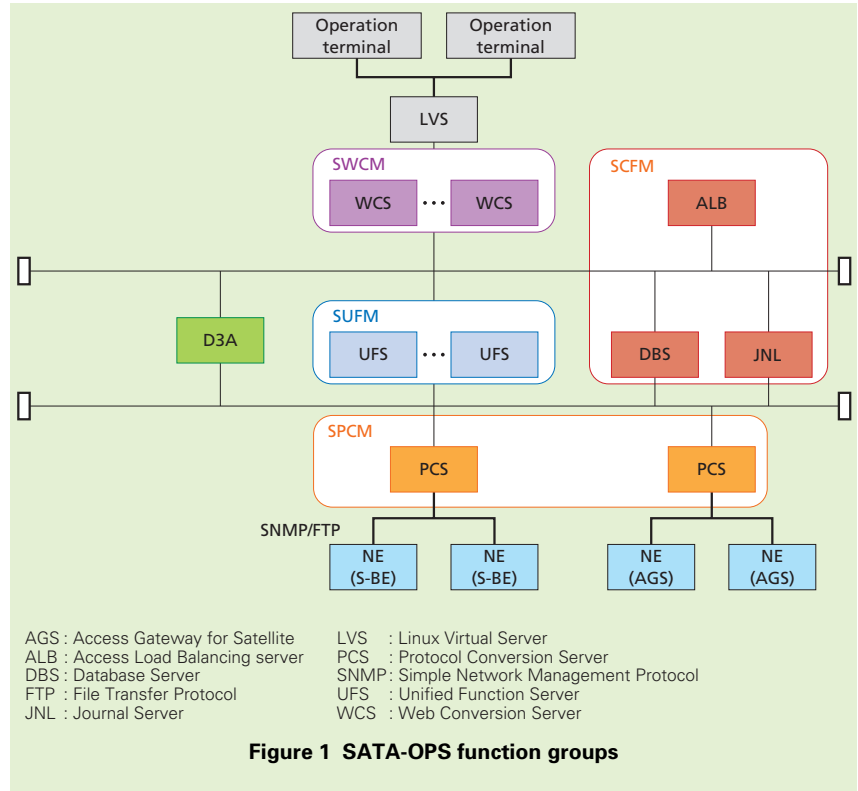 Operation
terminal
Operation
terminal
LVS
SWCM
WCS ··· WCS
SCFM
ALB
D3A
SUFM
UFS ··· UFS
DBS
JNL
SPCM
PCS
PCS
SNMP/FTP
NE
(S-BE)
NE
(S-BE)
NE
(AGS)
NE
(AGS)
AGS : Access Gateway for Satellite
ALB : Access Load Balancing server
DBS : Database Server
FTP : File Transfer Protocol
JNL : Journal Server
LVS : Linux Virtual Server
PCS : Protocol Conversion Server
SNMP : Simple Network Management Protocol
UFS : Unified Function Server
WCS : Web Conversion Server
Figure 1 SATA-OPS function groups